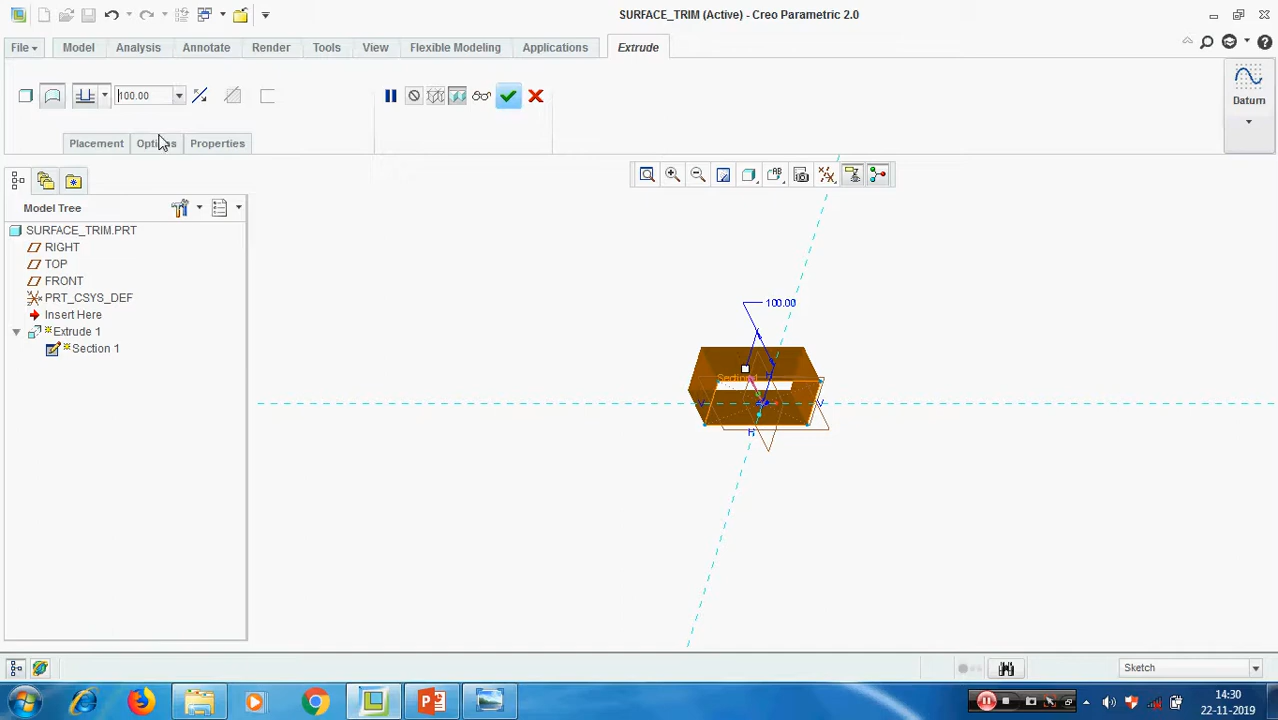 SURFACE_TRIM (Active) - Creo Parametric 2.0
File Model Analysis Annotate Render Tools View Flexible Modeling Applications Extrude
100.00
Datum
Placement Options Properties
Model Tree
SURFACE_TRIM.PRT
RIGHT
TOP
FRONT
PRT_CSYS_DEF
Insert Here
Extrude 1
Section 1
100.00
H
V
V
H
Sketch
14:30
22-11-2019